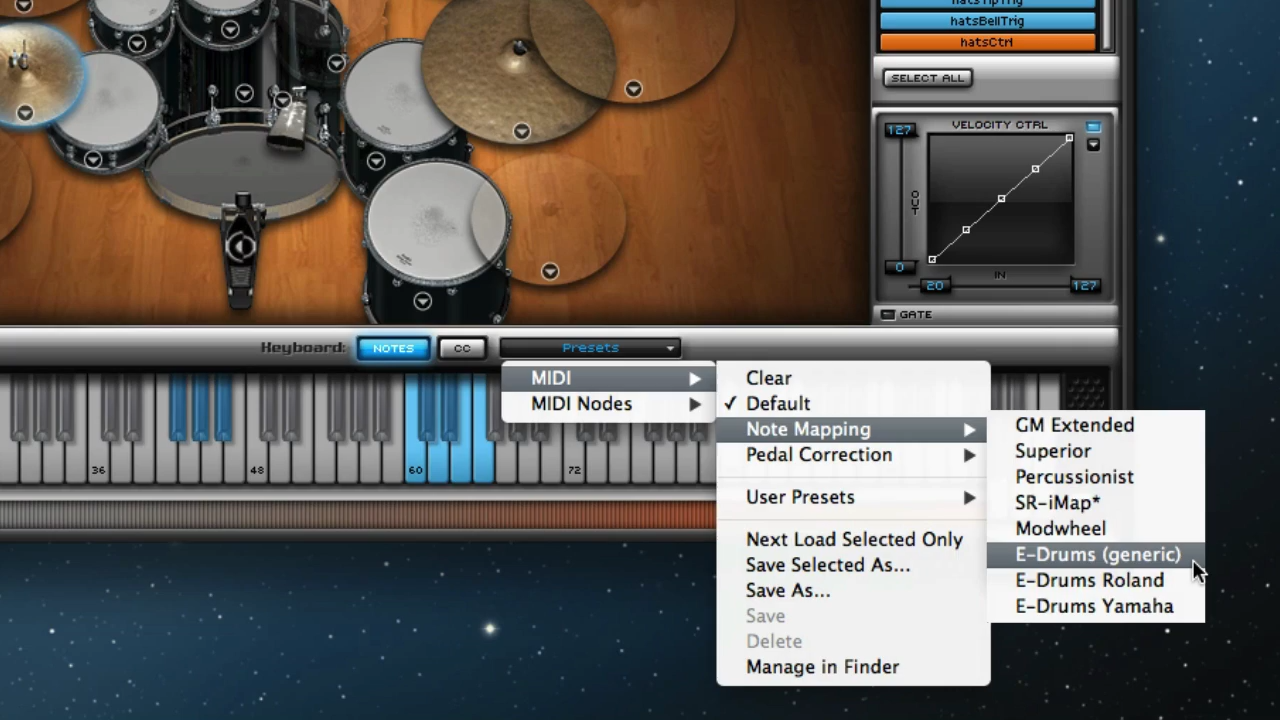 hatsTipTrig
hatsBellTrig
hatsCtrl
SELECT ALL
VELOCITY CTRL
127
OUT
0
IN
20
127
GATE
Keyboard:
NOTES
CC
Presets
MIDI
MIDI Nodes
Clear
✓ Default
Note Mapping
Pedal Correction
User Presets
Next Load Selected Only
Save Selected As...
Save As...
Save
Delete
Manage in Finder
GM Extended
Superior
Percussionist
SR-iMap*
Modwheel
E-Drums (generic)
E-Drums Roland
E-Drums Yamaha
36
48
60
72